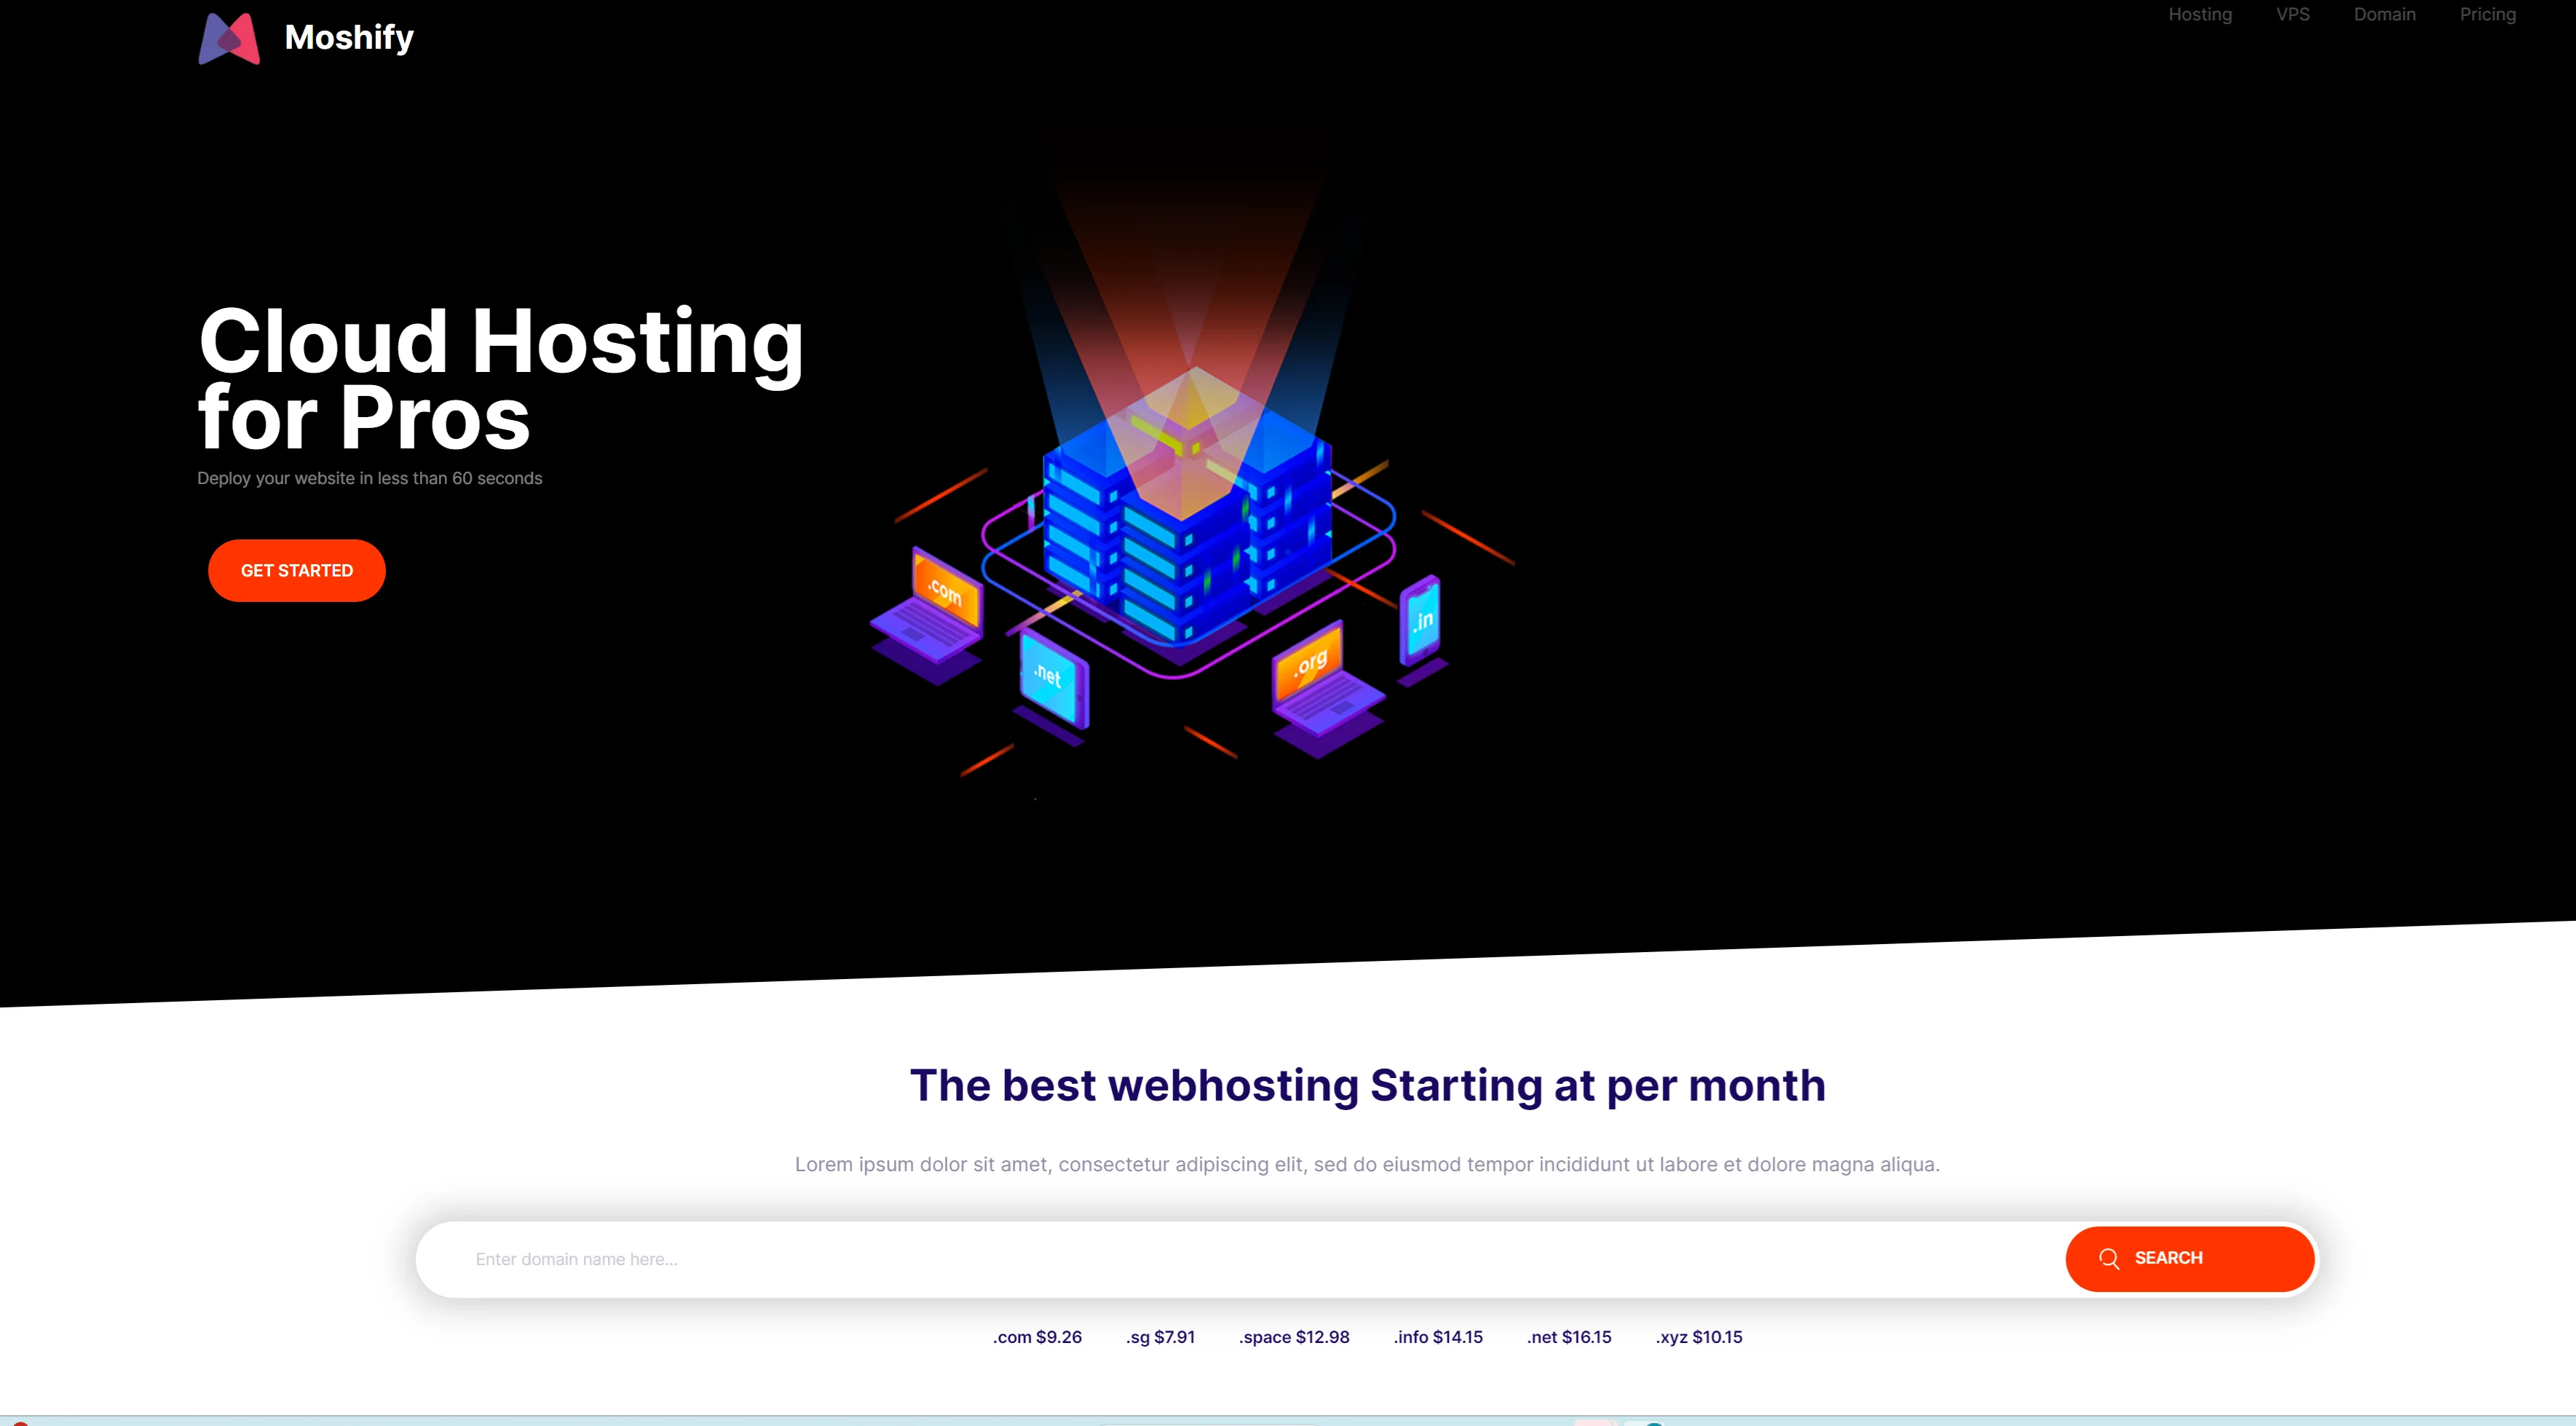 Moshify
Hosting VPS Domain Pricing
Cloud Hosting
for Pros
Deploy your website in less than 60 seconds
GET STARTED
.com
.net
.org
.in
The best webhosting Starting at per month
Lorem ipsum dolor sit amet, consectetur adipiscing elit, sed do eiusmod tempor incididunt ut labore et dolore magna aliqua.
Enter domain name here...
SEARCH
.com $9.26 .sg $7.91 .space $12.98 .info $14.15 .net $16.15 .xyz $10.15